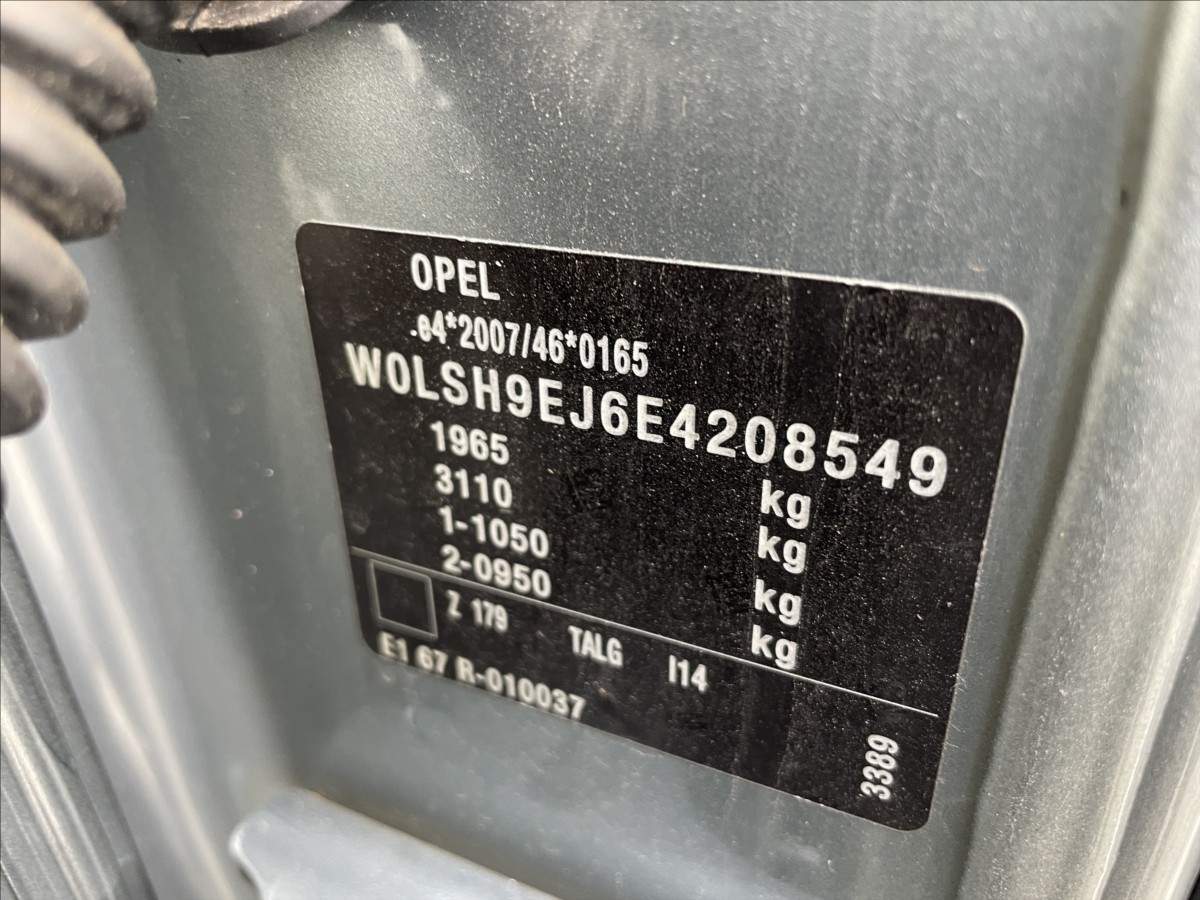 OPEL
e4*2007/46*0165
W0LSH9EJ6E4208549
1965 kg
3110 kg
1-1050 kg
2-0950 kg
Z 179 TALG I14
E1 67 R-010037
3389